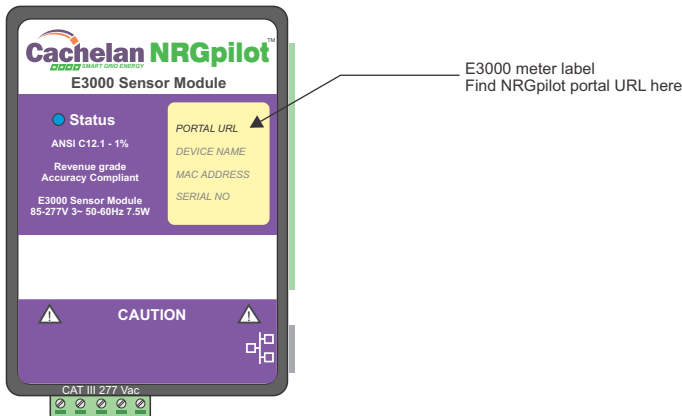 Cachelan NRGpilot™
SMART GRID ENERGY
E3000 Sensor Module
Status
ANSI C12.1 - 1%
Revenue grade
Accuracy Compliant
E3000 Sensor Module
85-277V 3~ 50-60Hz 7.5W
PORTAL URL
DEVICE NAME
MAC ADDRESS
SERIAL NO
E3000 meter label
Find NRGpilot portal URL here
CAUTION
CAT III 277 Vac